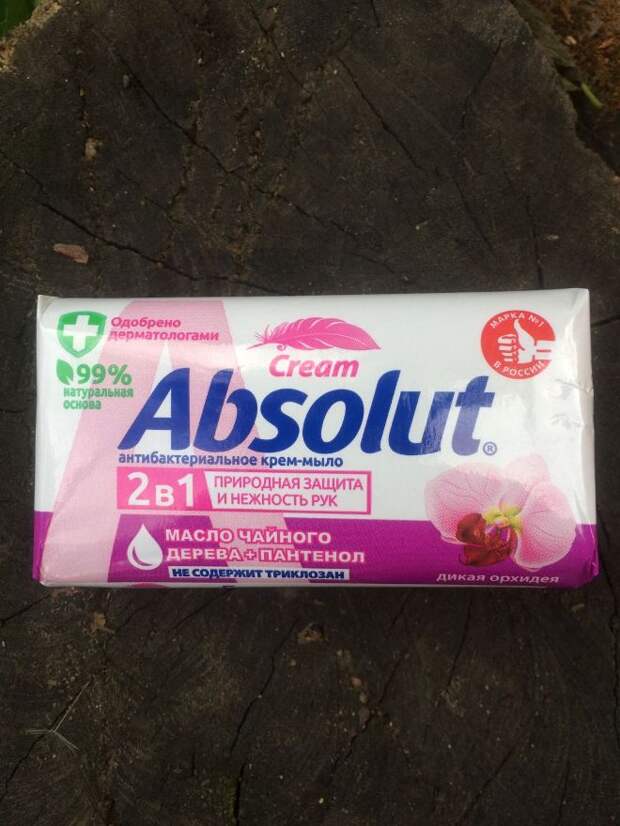 Одобрено
дерматологами
99%
натуральная
основа
Cream
Absolut®
МАРКА №1
В РОССИИ
антибактериальное крем-мыло
2в1
ПРИРОДНАЯ ЗАЩИТА
И НЕЖНОСТЬ РУК
МАСЛО ЧАЙНОГО
ДЕРЕВА+ПАНТЕНОЛ
НЕ СОДЕРЖИТ ТРИКЛОЗАН
дикая орхидея